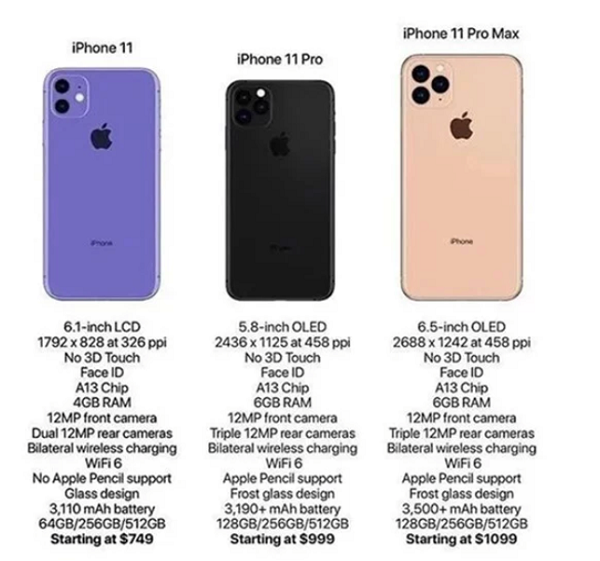 iPhone 11
6.1-inch LCD
1792 x 828 at 326 ppi
No 3D Touch
Face ID
A13 Chip
4GB RAM
12MP front camera
Dual 12MP rear cameras
Bilateral wireless charging
WiFi 6
No Apple Pencil support
Glass design
3,110 mAh battery
64GB/256GB/512GB
Starting at $749
iPhone 11 Pro
5.8-inch OLED
2436 x 1125 at 458 ppi
No 3D Touch
Face ID
A13 Chip
6GB RAM
12MP front camera
Triple 12MP rear cameras
Bilateral wireless charging
WiFi 6
Apple Pencil support
Frost glass design
3,190+ mAh battery
128GB/256GB/512GB
Starting at $999
iPhone 11 Pro Max
6.5-inch OLED
2688 x 1242 at 458 ppi
No 3D Touch
Face ID
A13 Chip
6GB RAM
12MP front camera
Triple 12MP rear cameras
Bilateral wireless charging
WiFi 6
Apple Pencil support
Frost glass design
3,500+ mAh battery
128GB/256GB/512GB
Starting at $1099
iPhone
iPhone